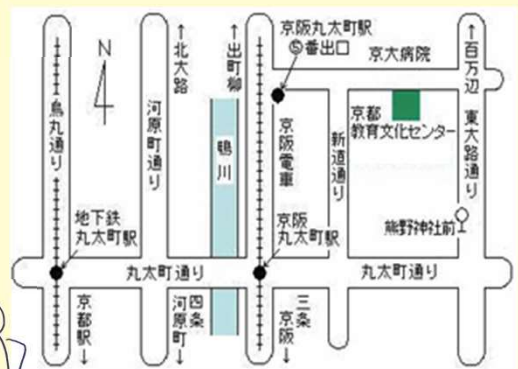 京阪丸太町駅
⑤番出口
N
↑北大路
↑出町柳
京大病院
↑百万辺
烏丸通り
河原町通り
鴨川
京阪電車
新道通り
京都
教育文化センター
東大路通り
地下鉄
丸太町駅
京阪
丸太町駅
熊野神社前
丸太町通り
丸太町通り
京都駅↓
四条
河原町↓
三条
京阪↓